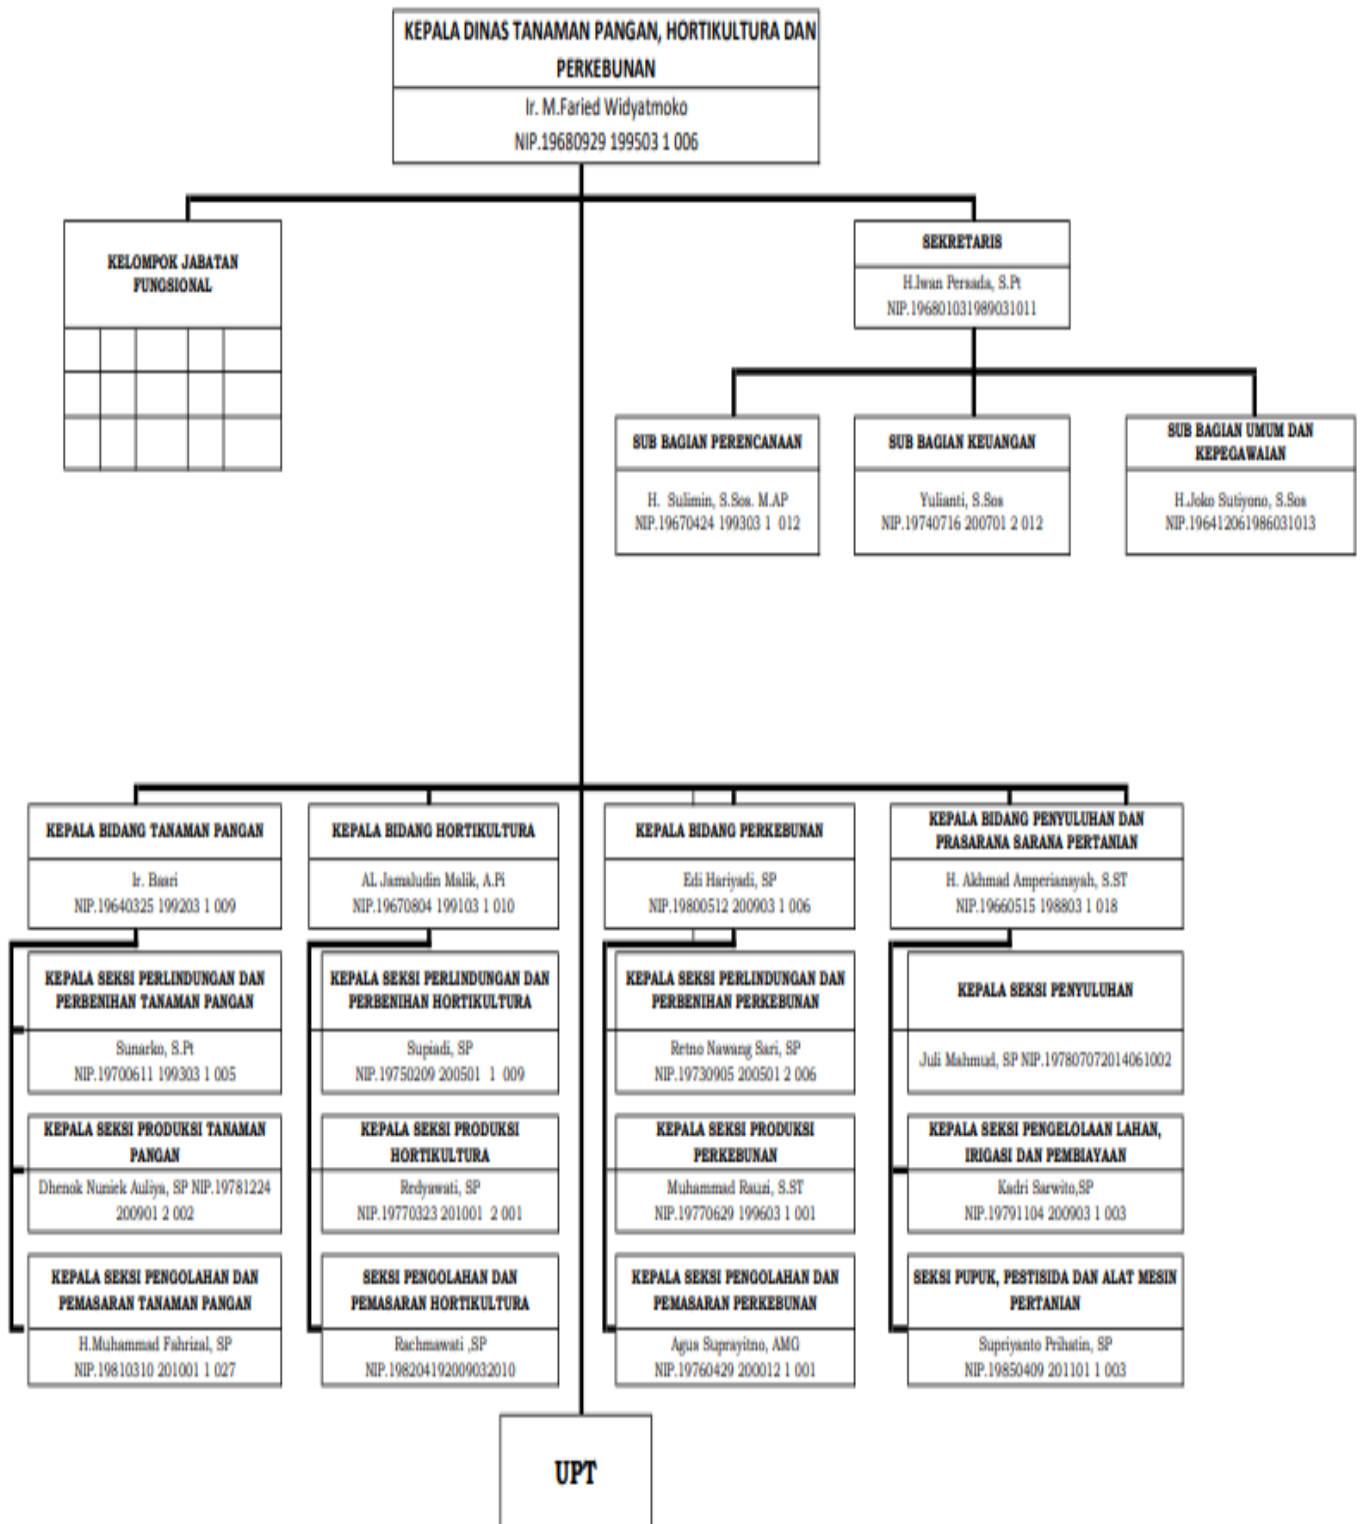 KEPALA DINAS TANAMAN PANGAN, HORTIKULTURA DAN
PERKEBUNAN
Ir. M.Faried Widyatmoko
NIP.19680929 199503 1 006
KELOMPOK JABATAN
FUNGSIONAL
SEKRETARIS
H.Iwan Persada, S.Pt
NIP.196801031989031011
SUB BAGIAN PERENCANAAN
H. Sulimin, S.Sos. M.AP
NIP.19670424 199303 1 012
SUB BAGIAN KEUANGAN
Yulianti, S.Sos
NIP.19740716 200701 2 012
SUB BAGIAN UMUM DAN
KEPEGAWAIAN
H.Joko Sutiyono, S.Sos
NIP.196412061986031013
KEPALA BIDANG TANAMAN PANGAN
Ir. Basri
NIP.19640325 199203 1 009
KEPALA BIDANG HORTIKULTURA
AL Jamaludin Malik, A.Pi
NIP.19670804 199103 1 010
KEPALA BIDANG PERKEBUNAN
Edi Hariyadi, SP
NIP.19800512 200903 1 006
KEPALA BIDANG PENYULUHAN DAN
PRASARANA SARANA PERTANIAN
H. Akhmad Amperiansyah, S.ST
NIP.19660515 198803 1 018
KEPALA SEKSI PERLINDUNGAN DAN
PERBENIHAN TANAMAN PANGAN
Sunarko, S.Pt
NIP.19700611 199303 1 005
KEPALA SEKSI PERLINDUNGAN DAN
PERBENIHAN HORTIKULTURA
Supiadi, SP
NIP.19750209 200501 1 009
KEPALA SEKSI PERLINDUNGAN DAN
PERBENIHAN PERKEBUNAN
Retno Nawang Sari, SP
NIP.19730905 200501 2 006
KEPALA SEKSI PENYULUHAN
Juli Mahmud, SP NIP.197807072014061002
KEPALA SEKSI PRODUKSI TANAMAN
PANGAN
Dhenok Nuniek Auliya, SP NIP.19781224
200901 2 002
KEPALA SEKSI PRODUKSI
HORTIKULTURA
Redyawati, SP
NIP.19770323 201001 2 001
KEPALA SEKSI PRODUKSI
PERKEBUNAN
Muhammad Rauzi, S.ST
NIP.19770629 199603 1 001
KEPALA SEKSI PENGELOLAAN LAHAN,
IRIGASI DAN PEMBIAYAAN
Kadri Sarwito,SP
NIP.19791104 200903 1 003
KEPALA SEKSI PENGOLAHAN DAN
PEMASARAN TANAMAN PANGAN
H.Muhammad Fahrizal, SP
NIP.19810310 201001 1 027
SEKSI PENGOLAHAN DAN
PEMASARAN HORTIKULTURA
Rachmawati ,SP
NIP.198204192009032010
KEPALA SEKSI PENGOLAHAN DAN
PEMASARAN PERKEBUNAN
Agus Suprayitno, AMG
NIP.19760429 200012 1 001
SEKSI PUPUK, PESTISIDA DAN ALAT MESIN
PERTANIAN
Supriyanto Prihatin, SP
NIP.19850409 201101 1 003
UPT